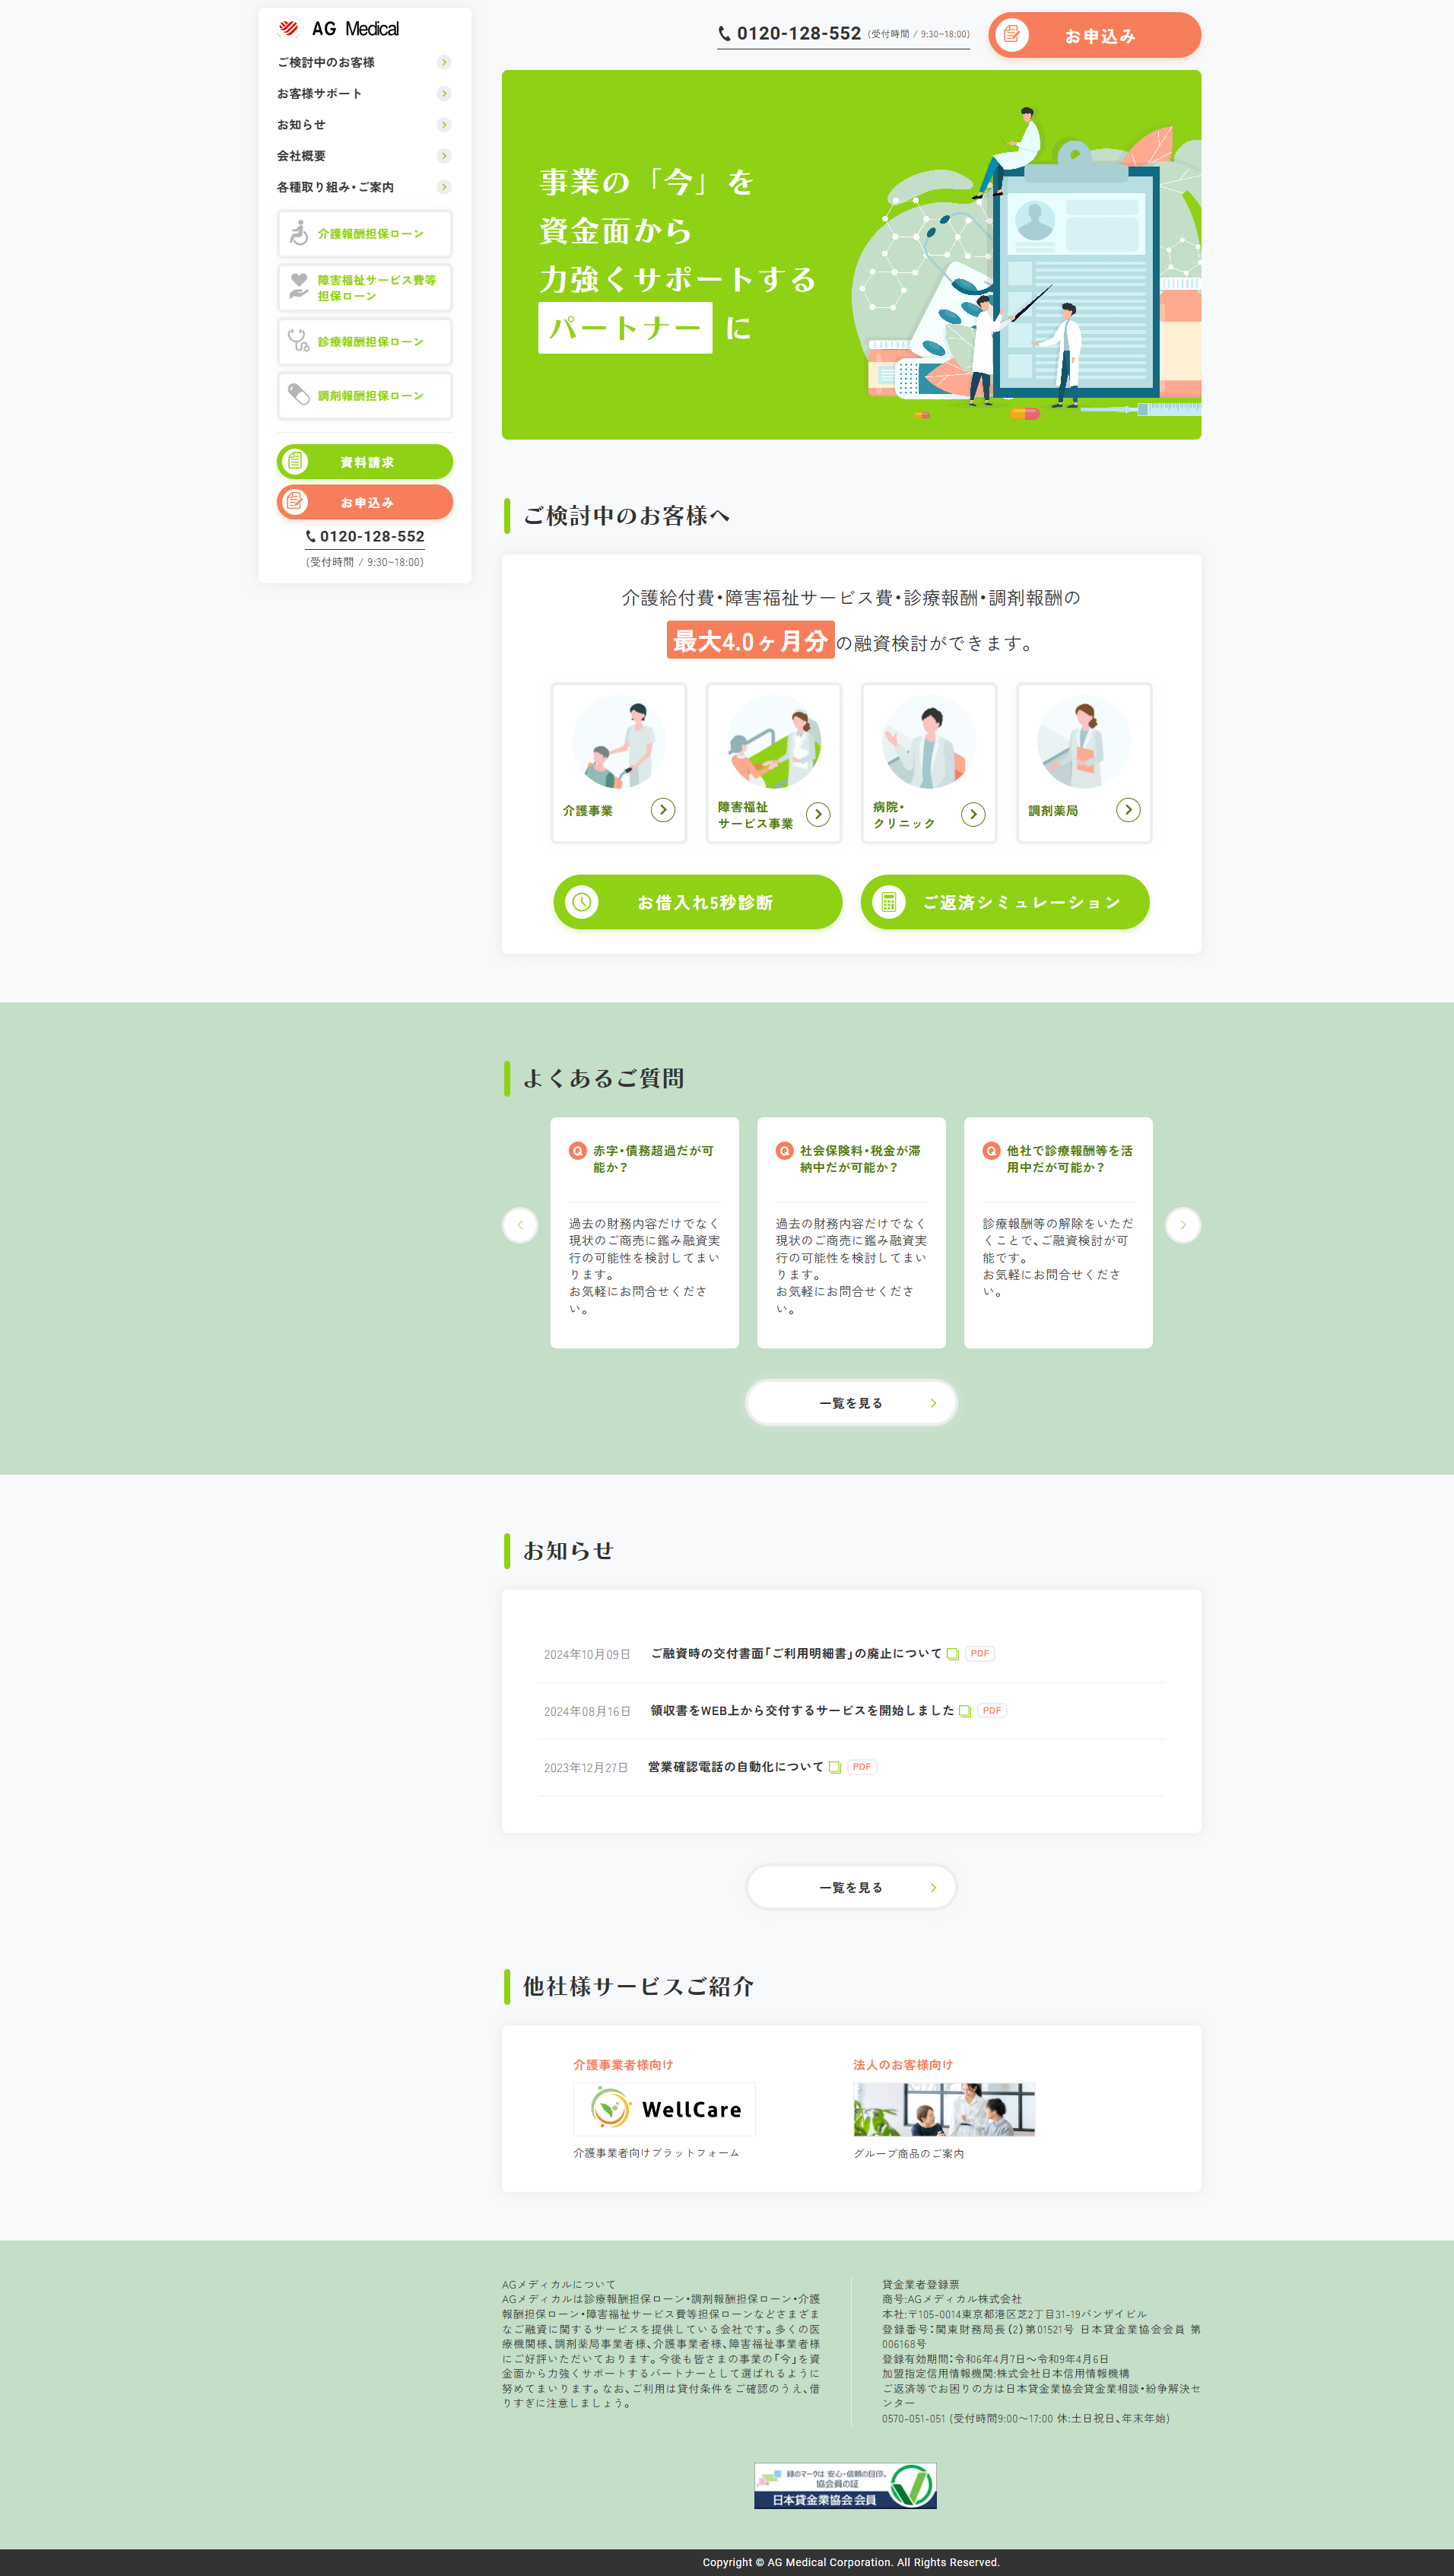 AG Medical
ご検討中のお客様
お客様サポート
お知らせ
会社概要
各種取り組み・ご案内
介護報酬担保ローン
障害福祉サービス費等
担保ローン
診療報酬担保ローン
調剤報酬担保ローン
資料請求
お申込み
0120-128-552
(受付時間 / 9:30~18:00)
0120-128-552 (受付時間 / 9:30~18:00)
お申込み
事業の「今」を
資金面から
力強くサポートする
パートナー に
ご検討中のお客様へ
介護給付費・障害福祉サービス費・診療報酬・調剤報酬の
最大4.0ヶ月分の融資検討ができます。
介護事業
障害福祉
サービス事業
病院・
クリニック
調剤薬局
お借入れ5秒診断
ご返済シミュレーション
よくあるご質問
Q 赤字・債務超過だが可
能か？
過去の財務内容だけでなく
現状のご商売に鑑み融資実
行の可能性を検討してまい
ります。
お気軽にお問合せくださ
い。
Q 社会保険料・税金が滞
納中だが可能か？
過去の財務内容だけでなく
現状のご商売に鑑み融資実
行の可能性を検討してまい
ります。
お気軽にお問合せくださ
い。
Q 他社で診療報酬等を活
用中だが可能か？
診療報酬等の解除をいただ
くことで、ご融資検討が可
能です。
お気軽にお問合せくださ
い。
一覧を見る
お知らせ
2024年10月09日 ご融資時の交付書面「ご利用明細書」の廃止について PDF
2024年08月16日 領収書をWEB上から交付するサービスを開始しました PDF
2023年12月27日 営業確認電話の自動化について PDF
一覧を見る
他社様サービスご紹介
介護事業者様向け
WellCare
介護事業者向けプラットフォーム
法人のお客様向け
グループ商品のご案内
AGメディカルについて
AGメディカルは診療報酬担保ローン・調剤報酬担保ローン・介護
報酬担保ローン・障害福祉サービス費等担保ローンなどさまざま
なご融資に関するサービスを提供している会社です。多くの医
療機関様、調剤薬局事業者様、介護事業者様、障害福祉事業者様
にご好評いただいております。今後も皆さまの事業の「今」を資
金面から力強くサポートするパートナーとして選ばれるように
努めてまいります。なお、ご利用は貸付条件をご確認のうえ、借
りすぎに注意しましょう。
貸金業者登録票
商号:AGメディカル株式会社
本社:〒105-0014東京都港区芝2丁目31-19バンザイビル
登録番号：関東財務局長(2)第01521号 日本貸金業協会会員 第
006168号
登録有効期間：令和6年4月7日～令和9年4月6日
加盟指定信用情報機関:株式会社日本信用情報機構
ご返済等でお困りの方は日本貸金業協会貸金業相談・紛争解決セ
ンター
0570-051-051 (受付時間9:00～17:00 休:土日祝日、年末年始)
緑のマークは 安心・信頼の目印。
協会員の証
日本貸金業協会 会員
Copyright © AG Medical Corporation. All Rights Reserved.